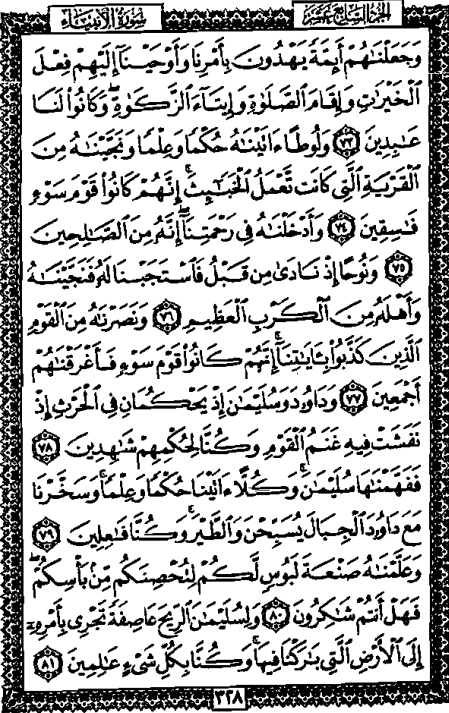 الجزء السابع عشر
سورة الأنبياء
وَجَعَلْنَٰهُمْ أَئِمَّةً يَهْدُونَ بِأَمْرِنَا وَأَوْحَيْنَآ إِلَيْهِمْ فِعْلَ
ٱلْخَيْرَٰتِ وَإِقَامَ ٱلصَّلَوٰةِ وَإِيتَآءَ ٱلزَّكَوٰةِ ۖ وَكَانُوا۟ لَنَا
عَٰبِدِينَ ٧٣ وَلُوطًا ءَاتَيْنَٰهُ حُكْمًا وَعِلْمًا وَنَجَّيْنَٰهُ مِنَ
ٱلْقَرْيَةِ ٱلَّتِى كَانَت تَّعْمَلُ ٱلْخَبَٰٓئِثَ ۗ إِنَّهُمْ كَانُوا۟ قَوْمَ سَوْءٍ
فَٰسِقِينَ ٧٤ وَأَدْخَلْنَٰهُ فِى رَحْمَتِنَآ ۖ إِنَّهُۥ مِنَ ٱلصَّٰلِحِينَ
٧٥ وَنُوحًا إِذْ نَادَىٰ مِن قَبْلُ فَٱسْتَجَبْنَا لَهُۥ فَنَجَّيْنَٰهُ
وَأَهْلَهُۥ مِنَ ٱلْكَرْبِ ٱلْعَظِيمِ ٧٦ وَنَصَرْنَٰهُ مِنَ ٱلْقَوْمِ
ٱلَّذِينَ كَذَّبُوا۟ بِـَٔايَٰتِنَآ ۚ إِنَّهُمْ كَانُوا۟ قَوْمَ سَوْءٍ فَأَغْرَقْنَٰهُمْ
أَجْمَعِينَ ٧٧ وَدَاوُۥدَ وَسُلَيْمَٰنَ إِذْ يَحْكُمَانِ فِى ٱلْحَرْثِ إِذْ
نَفَشَتْ فِيهِ غَنَمُ ٱلْقَوْمِ وَكُنَّا لِحُكْمِهِمْ شَٰهِدِينَ ٧٨
فَفَهَّمْنَٰهَا سُلَيْمَٰنَ ۚ وَكُلًّا ءَاتَيْنَا حُكْمًا وَعِلْمًا ۚ وَسَخَّرْنَا
مَعَ دَاوُۥدَ ٱلْجِبَالَ يُسَبِّحْنَ وَٱلطَّيْرَ ۚ وَكُنَّا فَٰعِلِينَ ٧٩
وَعَلَّمْنَٰهُ صَنْعَةَ لَبُوسٍ لَّكُمْ لِتُحْصِنَكُم مِّنۢ بَأْسِكُمْ ۖ
فَهَلْ أَنتُمْ شَٰكِرُونَ ٨٠ وَلِسُلَيْمَٰنَ ٱلرِّيحَ عَاصِفَةً تَجْرِى بِأَمْرِهِۦٓ
إِلَى ٱلْأَرْضِ ٱلَّتِى بَٰرَكْنَا فِيهَا ۚ وَكُنَّا بِكُلِّ شَىْءٍ عَٰلِمِينَ ٨١
٣٢٨